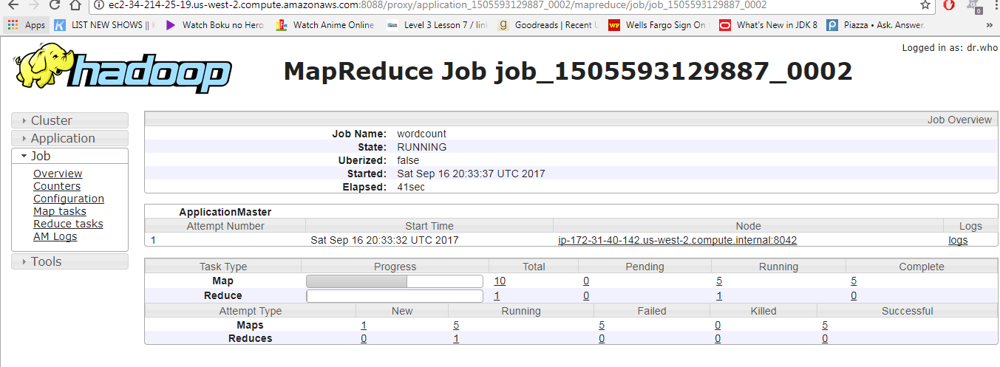 ec2-34-214-25-19.us-west-2.compute.amazonaws.com:8088/proxy/application_1505593129887_0002/mapreduce/job/job_1505593129887_0002
Apps LIST NEW SHOWS || Watch Boku no Hero Watch Anime Online Level 3 Lesson 7 / lin Goodreads | Recent Wells Fargo Sign On What's New in JDK 8 Piazza • Ask. Answer. »
0
Logged in as: dr.who
hadoop
MapReduce Job job_1505593129887_0002
Cluster
Application
Job
Overview
Counters
Configuration
Map tasks
Reduce tasks
AM Logs
Tools
Job Overview
Job Name: wordcount
State: RUNNING
Uberized: false
Started: Sat Sep 16 20:33:37 UTC 2017
Elapsed: 41sec
ApplicationMaster
Attempt Number Start Time Node Logs
1 Sat Sep 16 20:33:32 UTC 2017 ip-172-31-40-142.us-west-2.compute.internal:8042 logs
Task Type Progress Total Pending Running Complete
Map 10 0 5 5
Reduce 1 0 1 0
Attempt Type New Running Failed Killed Successful
Maps 1 5 5 0 5
Reduces 0 1 0 0 0